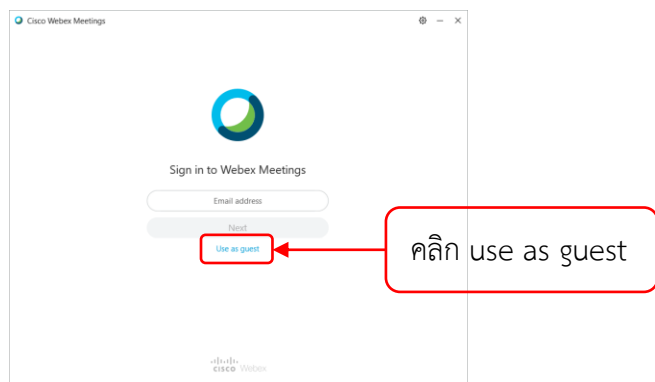 Cisco Webex Meetings
Sign in to Webex Meetings
Email address
Next
Use as guest
คลิก use as guest
cisco Webex